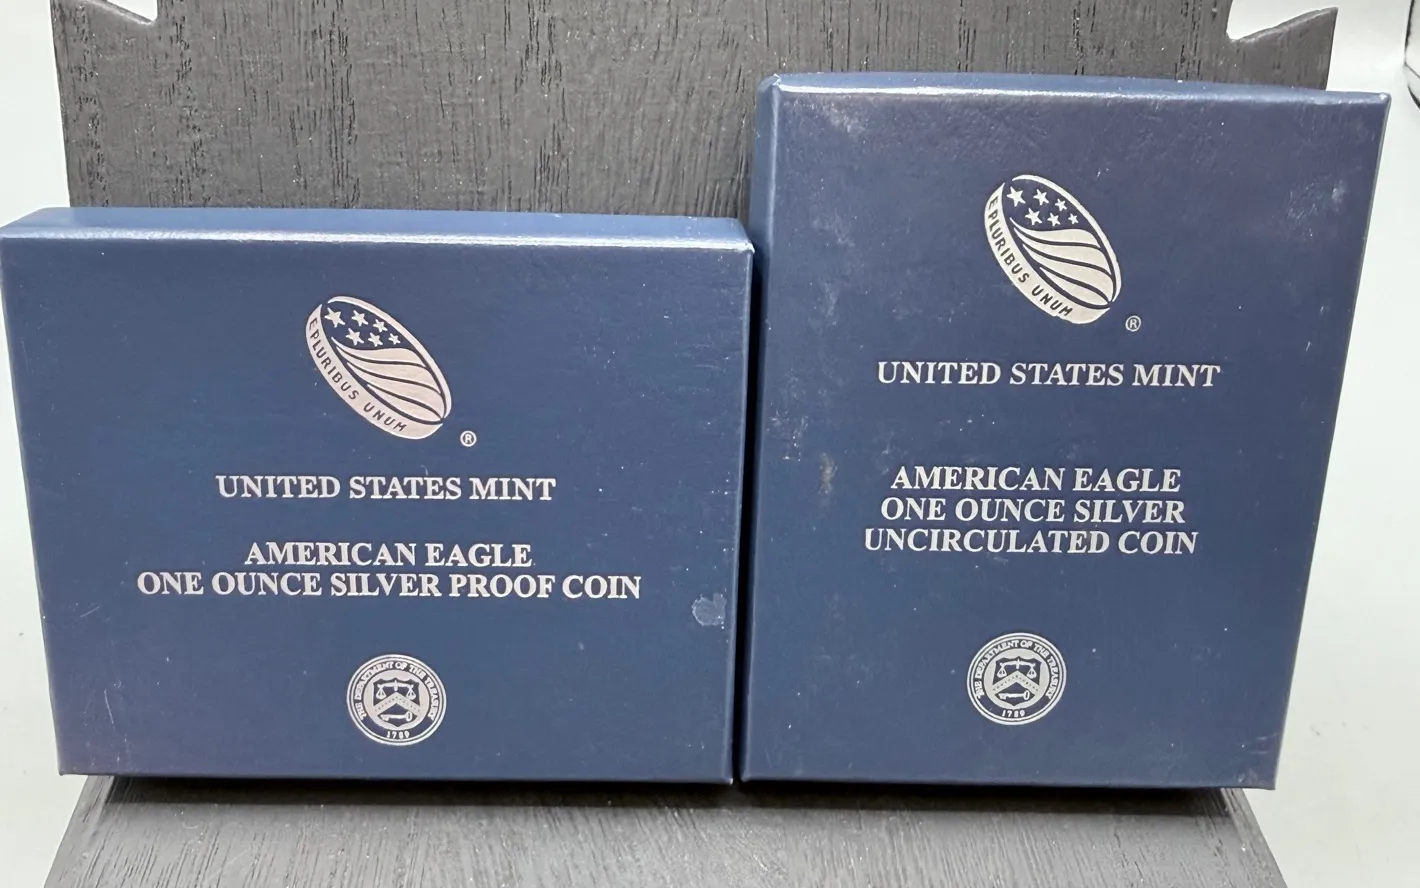 E PLURIBUS UNUM
®
UNITED STATES MINT
AMERICAN EAGLE
ONE OUNCE SILVER PROOF COIN
THE DEPARTMENT OF THE TREASURY
1789
E PLURIBUS UNUM
®
UNITED STATES MINT
AMERICAN EAGLE
ONE OUNCE SILVER
UNCIRCULATED COIN
THE DEPARTMENT OF THE TREASURY
1789